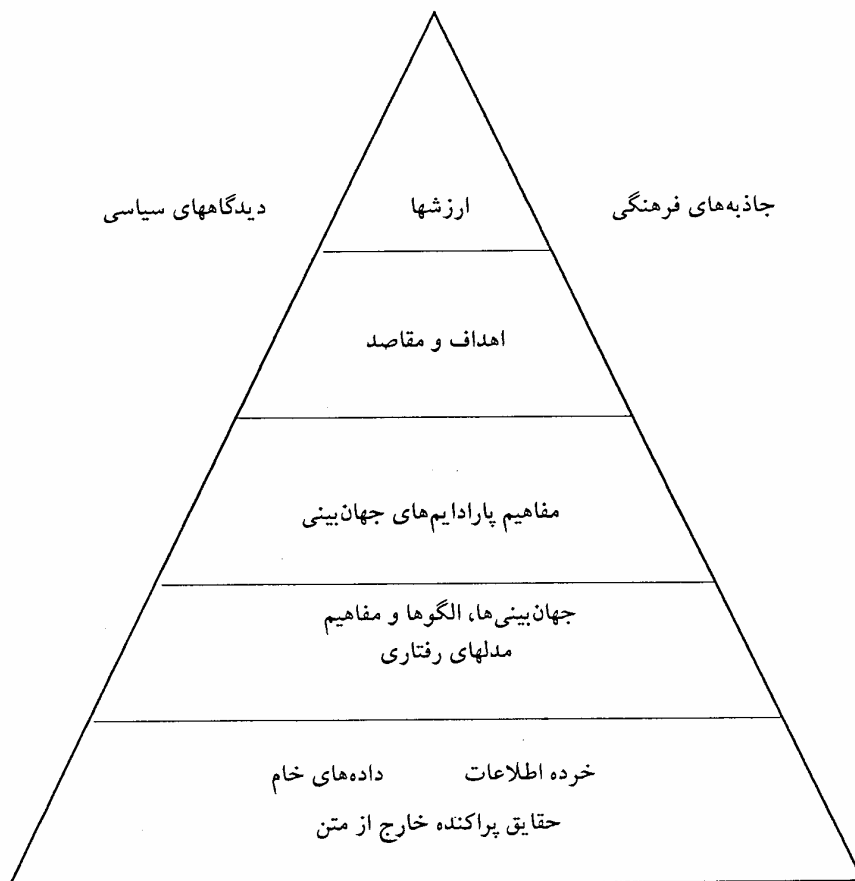 جاذبه‌های فرهنگی ارزشها دیدگاههای سیاسی
اهداف و مقاصد
مفاهیم پارادایم‌های جهان‌بینی
جهان‌بینی‌ها، الگوها و مفاهیم
مدلهای رفتاری
خرده اطلاعات داده‌های خام
حقایق پراکنده خارج از متن